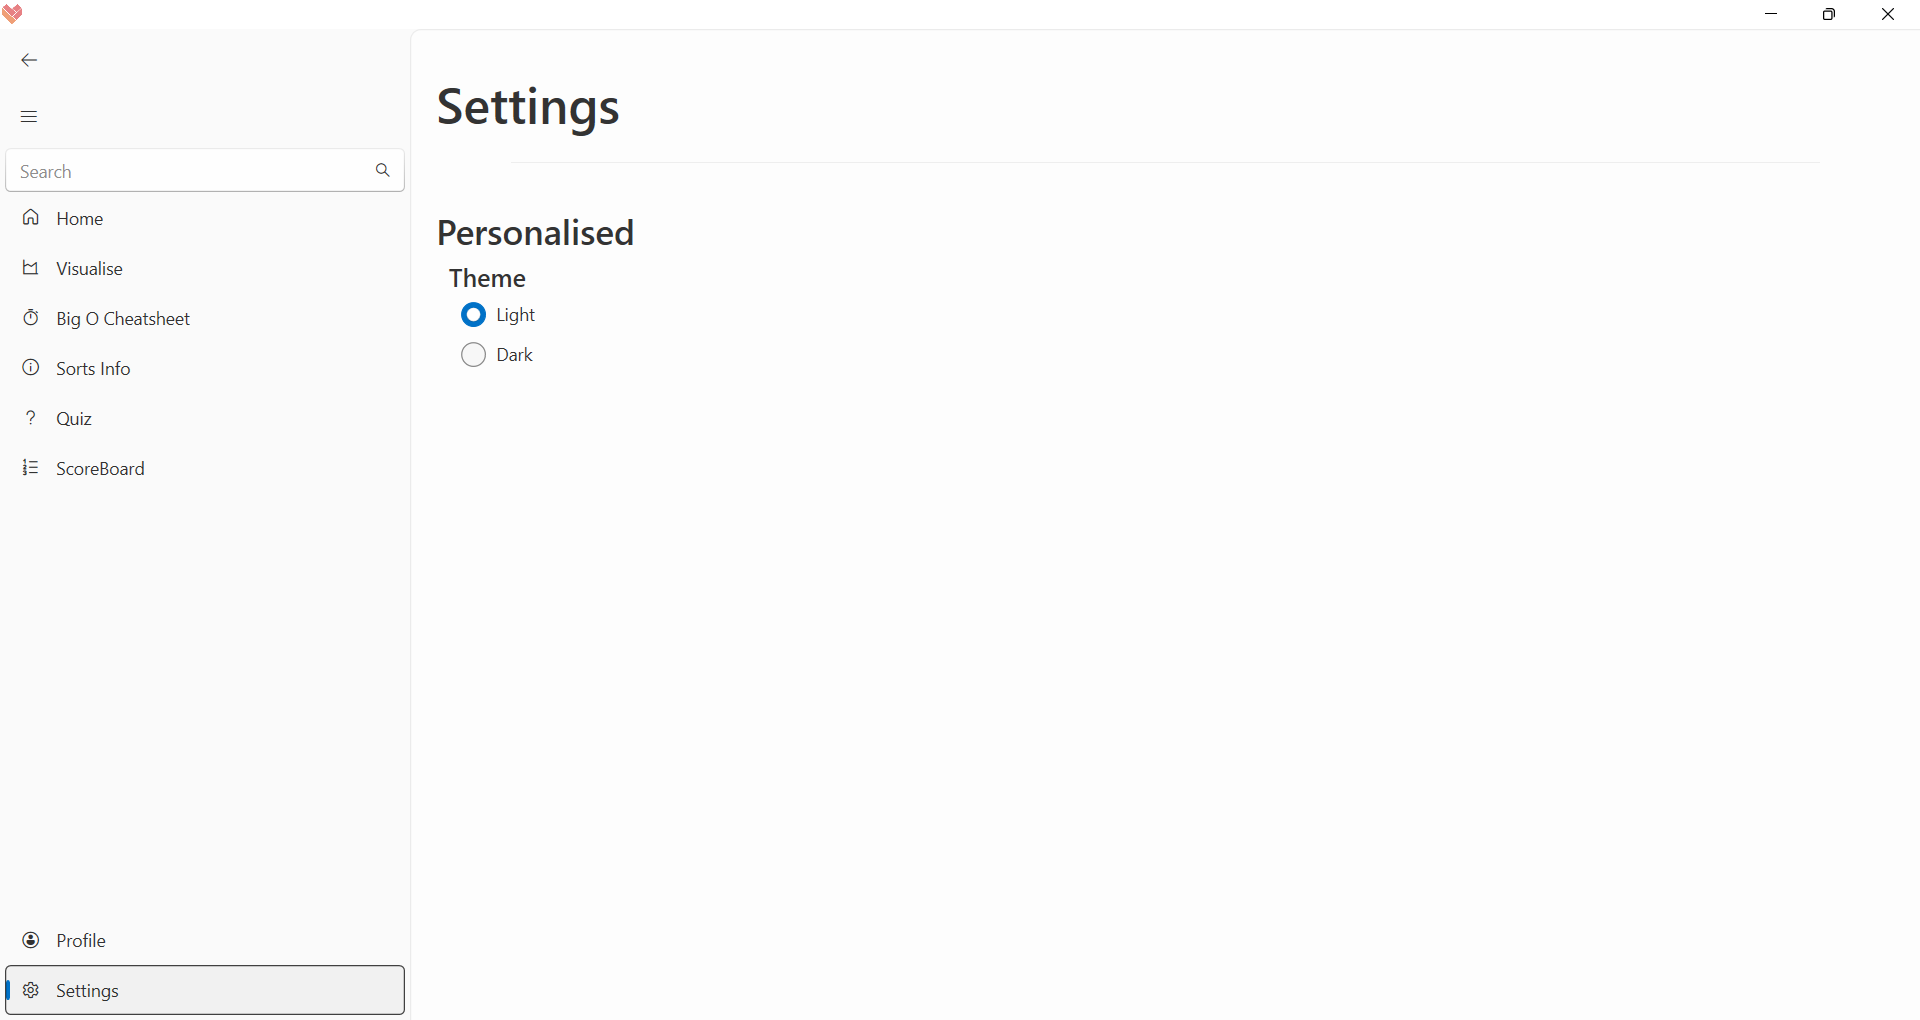 Settings
Search
Home
Visualise
Big O Cheatsheet
Sorts Info
? Quiz
ScoreBoard
Personalised
Theme
Light
Dark
Profile
Settings